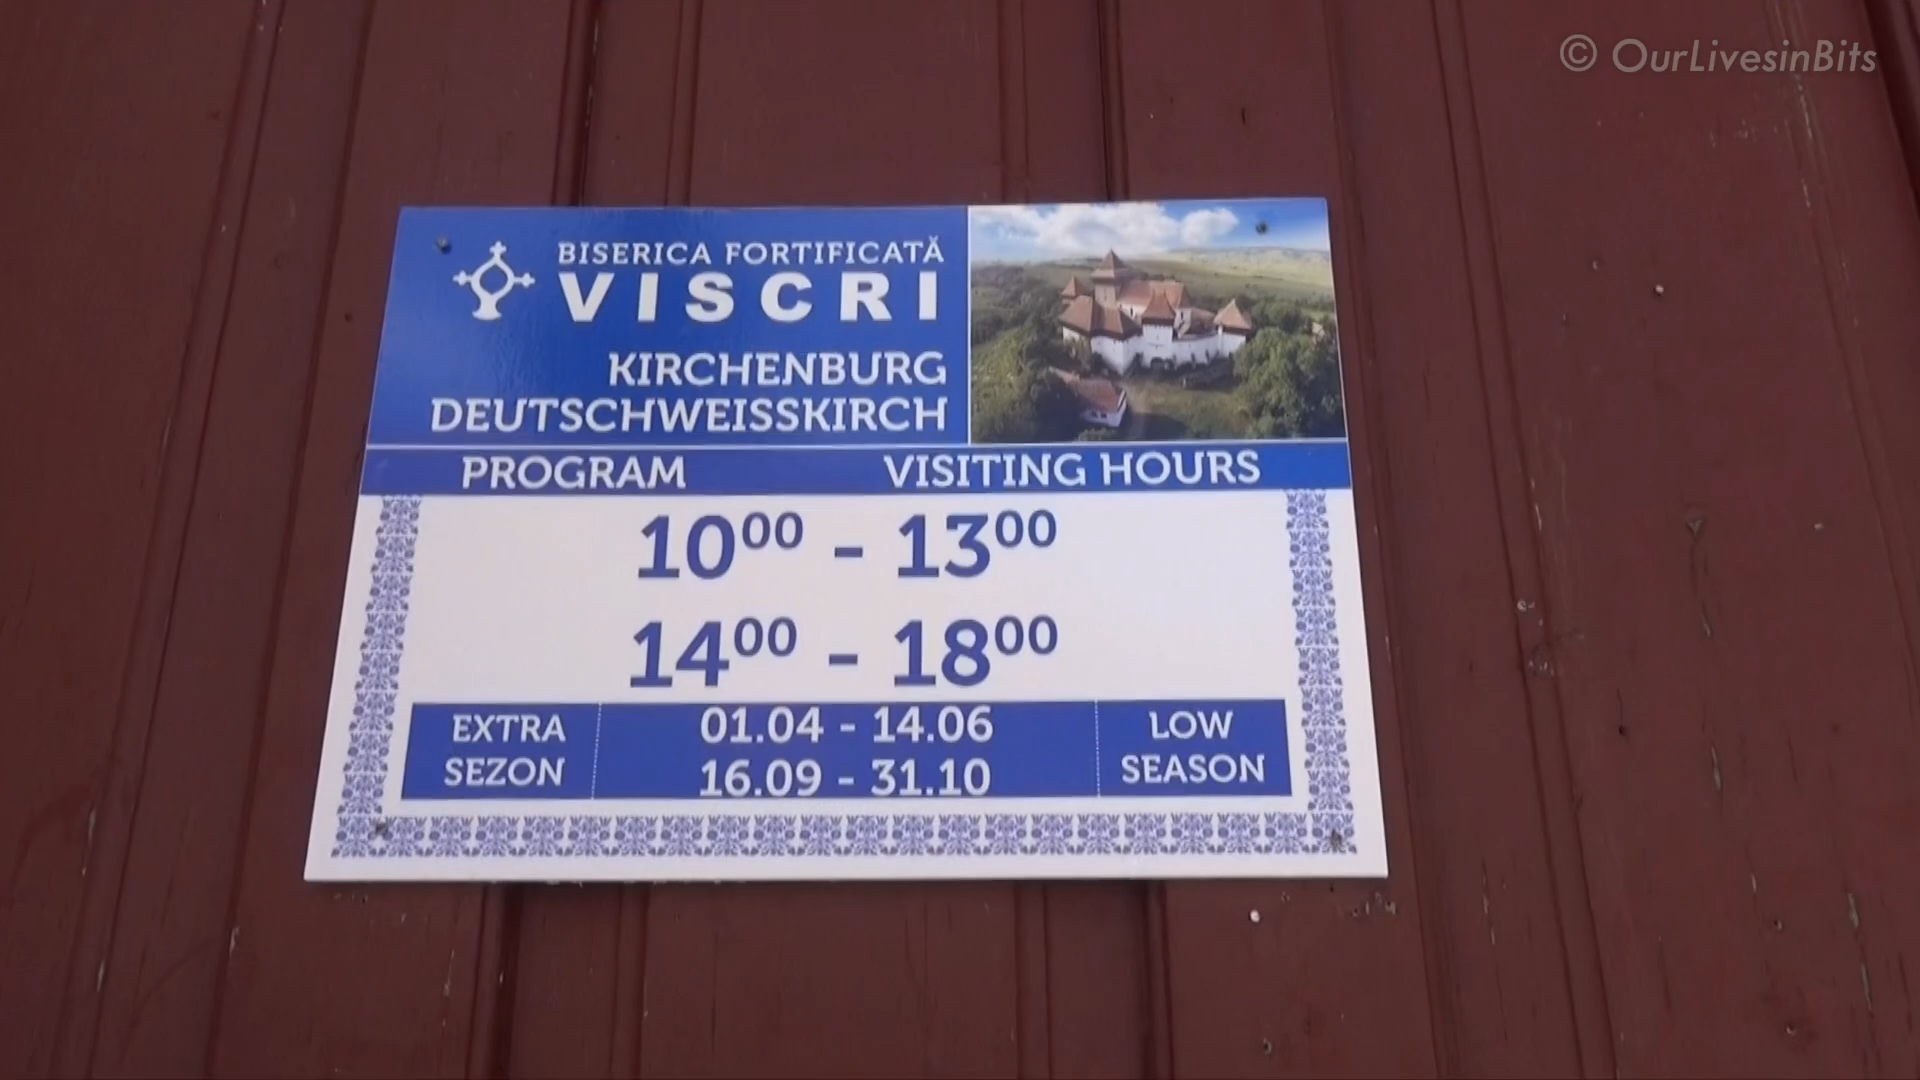 © OurLivesinBits
BISERICA FORTIFICATĂ
VISCRI
KIRCHENBURG
DEUTSCHWEISSKIRCH
PROGRAM VISITING HOURS
10⁰⁰ - 13⁰⁰
14⁰⁰ - 18⁰⁰
EXTRA SEZON
01.04 - 14.06
16.09 - 31.10
LOW SEASON